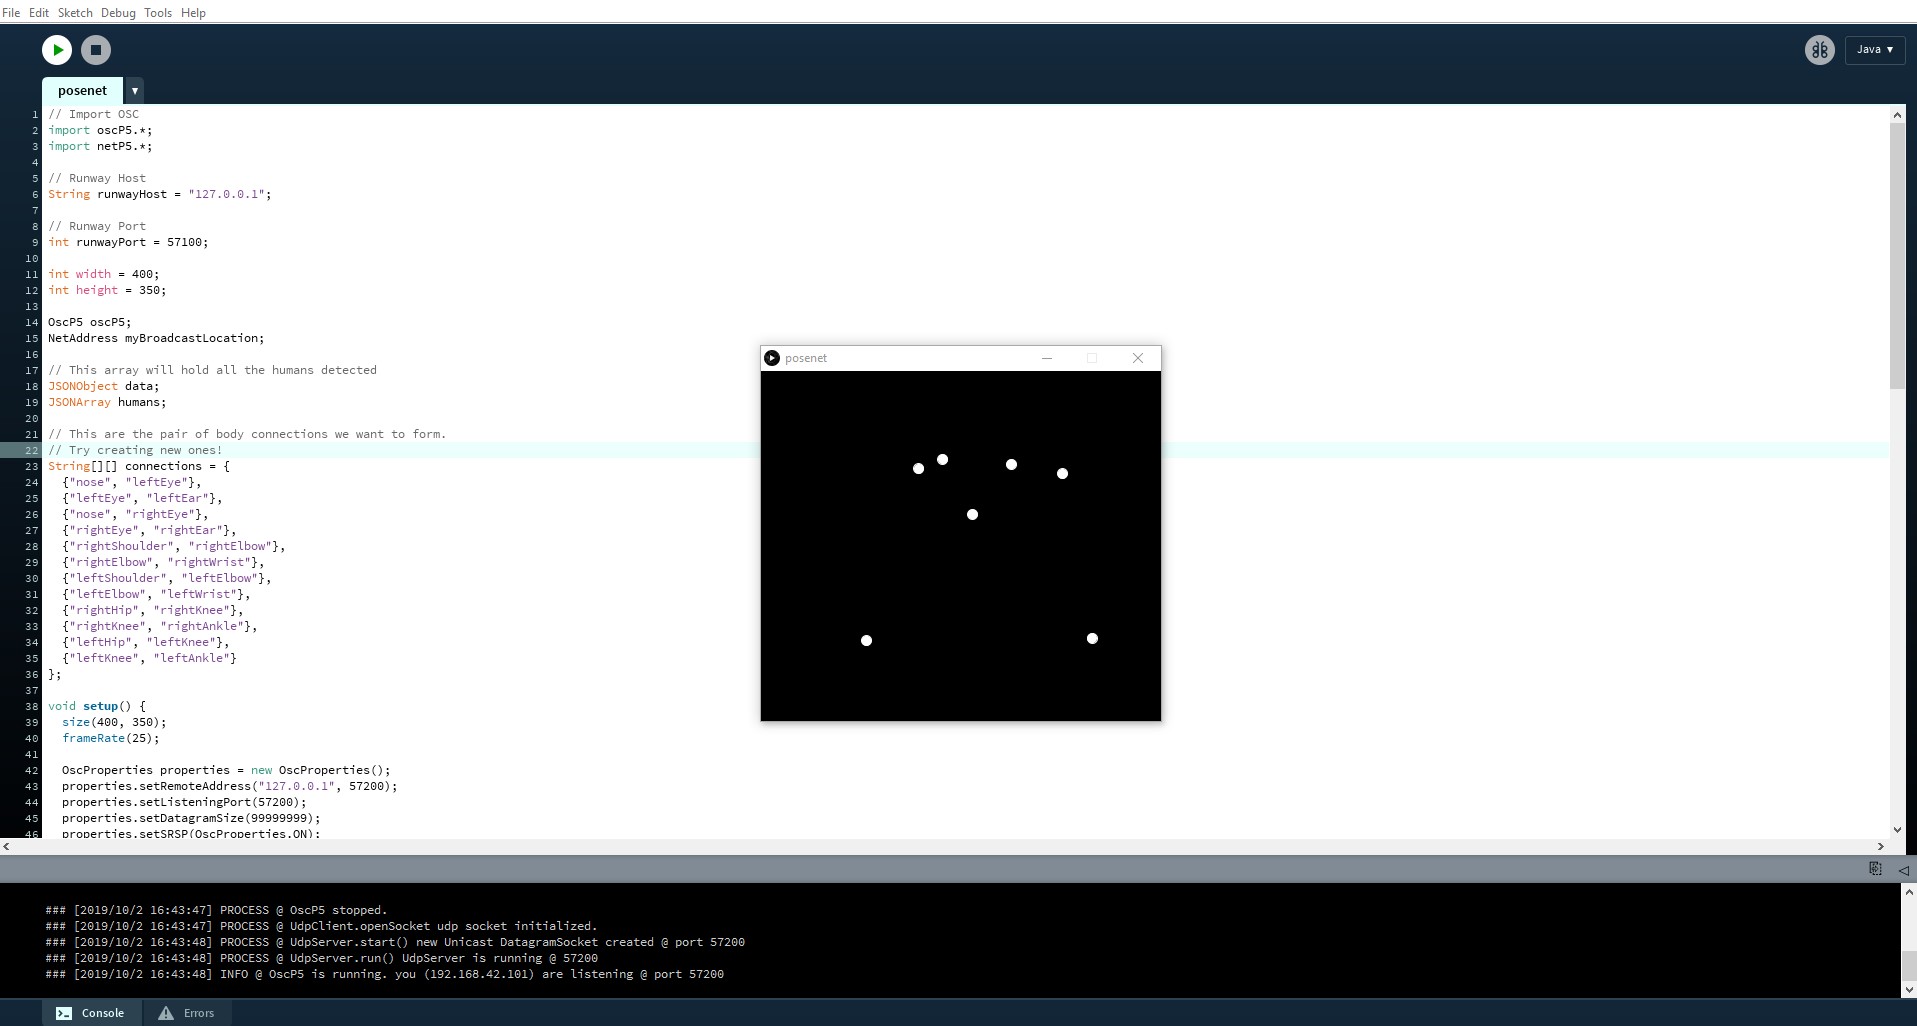 File Edit Sketch Debug Tools Help
Java ▾
posenet ▾
1 // Import OSC
2 import oscP5.*;
3 import netP5.*;
4
5 // Runway Host
6 String runwayHost = "127.0.0.1";
7
8 // Runway Port
9 int runwayPort = 57100;
10
11 int width = 400;
12 int height = 350;
13
14 OscP5 oscP5;
15 NetAddress myBroadcastLocation;
16
17 // This array will hold all the humans detected
18 JSONObject data;
19 JSONArray humans;
20
21 // This are the pair of body connections we want to form.
22 // Try creating new ones!
23 String[][] connections = {
24 {"nose", "leftEye"},
25 {"leftEye", "leftEar"},
26 {"nose", "rightEye"},
27 {"rightEye", "rightEar"},
28 {"rightShoulder", "rightElbow"},
29 {"rightElbow", "rightWrist"},
30 {"leftShoulder", "leftElbow"},
31 {"leftElbow", "leftWrist"},
32 {"rightHip", "rightKnee"},
33 {"rightKnee", "rightAnkle"},
34 {"leftHip", "leftKnee"},
35 {"leftKnee", "leftAnkle"}
36 };
37
38 void setup() {
39 size(400, 350);
40 frameRate(25);
41
42 OscProperties properties = new OscProperties();
43 properties.setRemoteAddress("127.0.0.1", 57200);
44 properties.setListeningPort(57200);
45 properties.setDatagramSize(99999999);
46 properties.setSRSP(OscProperties.ON);
posenet
### [2019/10/2 16:43:47] PROCESS @ OscP5 stopped.
### [2019/10/2 16:43:47] PROCESS @ UdpClient.openSocket udp socket initialized.
### [2019/10/2 16:43:48] PROCESS @ UdpServer.start() new Unicast DatagramSocket created @ port 57200
### [2019/10/2 16:43:48] PROCESS @ UdpServer.run() UdpServer is running @ 57200
### [2019/10/2 16:43:48] INFO @ OscP5 is running. you (192.168.42.101) are listening @ port 57200
Console Errors